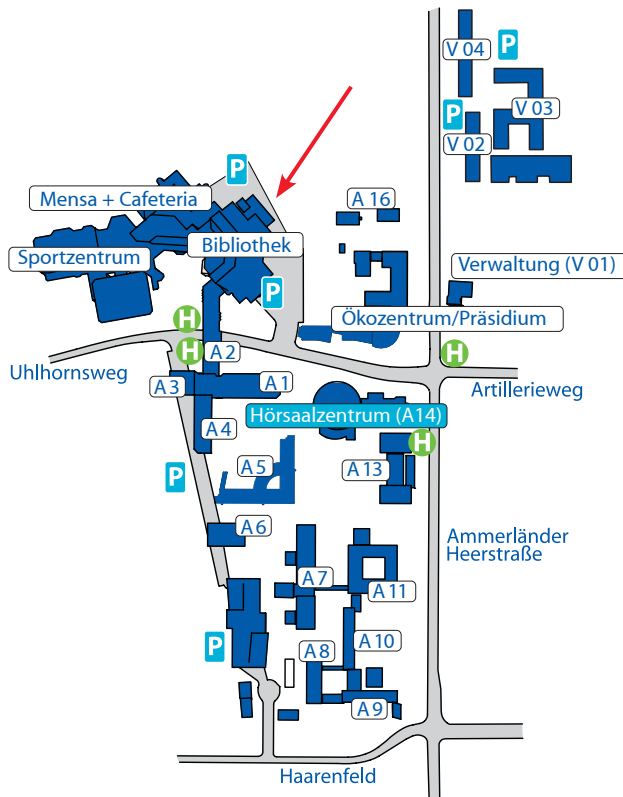 P
V 04
P
V 03
P
V 02
P
Mensa + Cafeteria
A 16
Bibliothek
Sportzentrum
Verwaltung (V 01)
P
Ökozentrum/Präsidium
H
H
A 2
H
Uhlhornsweg
A 3
A 1
Artillerieweg
Hörsaalzentrum (A14)
A 4
H
A 5
A 13
P
A 6
Ammerländer
Heerstraße
A 7
A 11
P
A 10
A 8
A 9
Haarenfeld